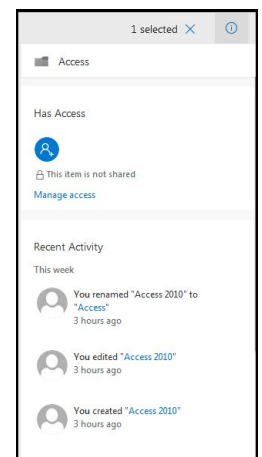 1 selected
Access
Has Access
This item is not shared
Manage access
Recent Activity
This week
You renamed "Access 2010" to
"Access"
3 hours ago
You edited "Access 2010"
3 hours ago
You created "Access 2010"
3 hours ago